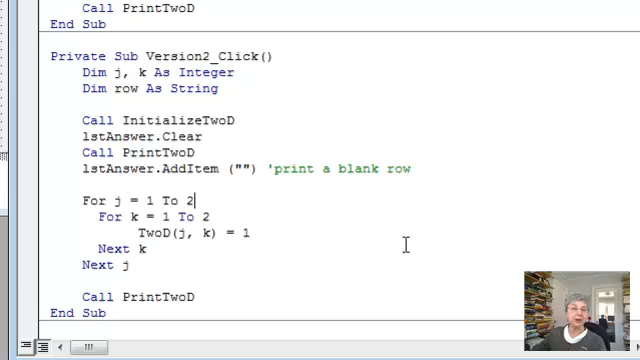 Call PrintTwoD
End Sub
Private Sub Version2_Click()
Dim j, k As Integer
Dim row As String
Call InitializeTwoD
lstAnswer.Clear
Call PrintTwoD
lstAnswer.AddItem ("") 'print a blank row
For j = 1 To 2
For k = 1 To 2
TwoD(j, k) = 1
Next k
Next j
Call PrintTwoD
End Sub